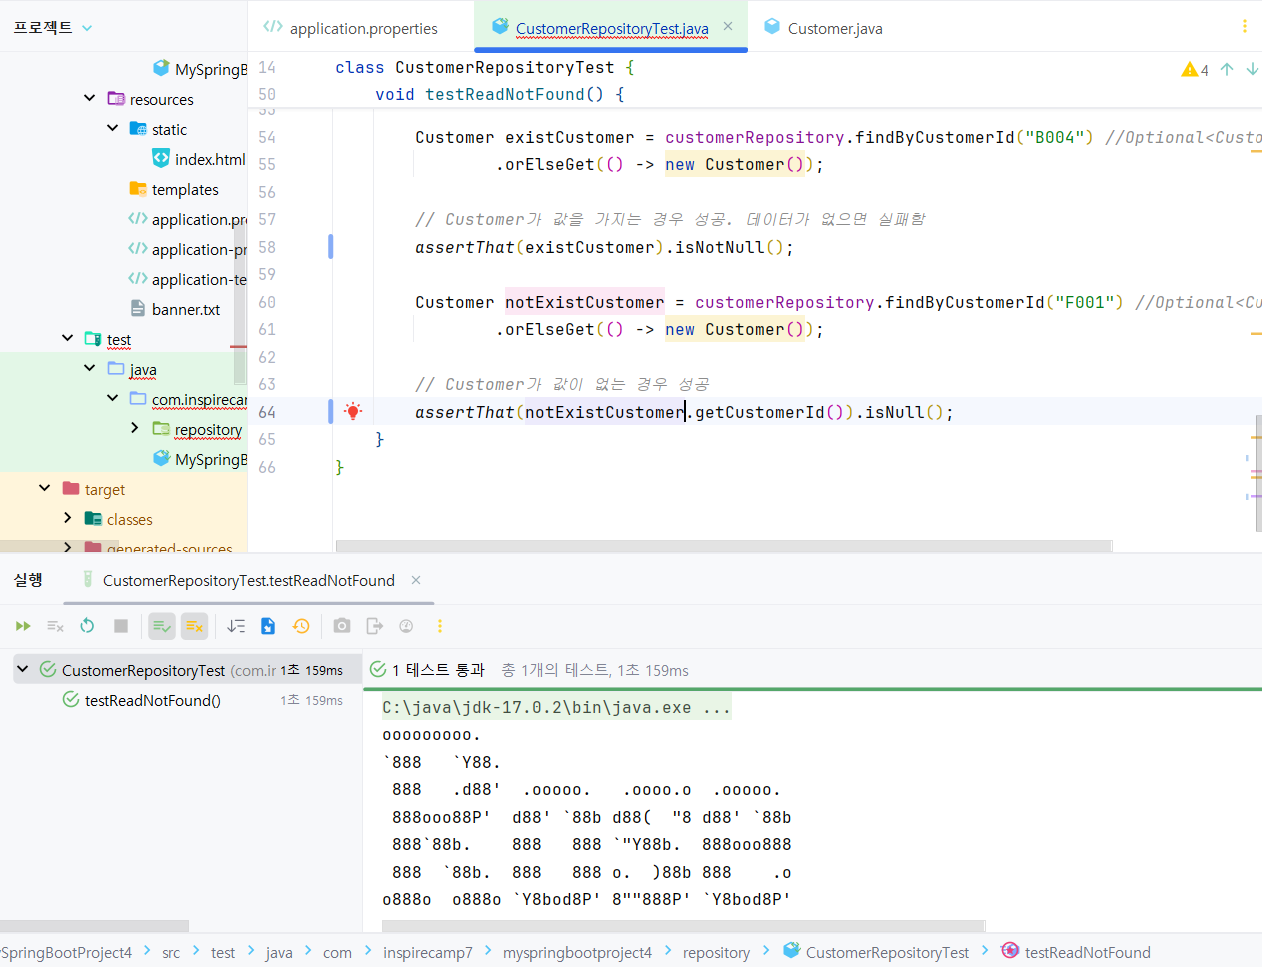 프로젝트
application.properties
CustomerRepositoryTest.java
Customer.java
MySpringB
resources
static
index.html
templates
application.pr
application-pr
application-te
banner.txt
test
java
com.inspirecar
repository
MySpringB
target
classes
generated-sources
14 class CustomerRepositoryTest {
50 void testReadNotFound() {
53
54 Customer existCustomer = customerRepository.findByCustomerId("B004") //Optional<Custo
55 .orElseGet(() -> new Customer());
56
57 // Customer가 값을 가지는 경우 성공. 데이터가 없으면 실패함
58 assertThat(existCustomer).isNotNull();
59
60 Customer notExistCustomer = customerRepository.findByCustomerId("F001") //Optional<Cu
61 .orElseGet(() -> new Customer());
62
63 // Customer가 값이 없는 경우 성공
64 assertThat(notExistCustomer.getCustomerId()).isNull();
65 }
66 }
4
실행
CustomerRepositoryTest.testReadNotFound
CustomerRepositoryTest (com.ir 1초 159ms
testReadNotFound() 1초 159ms
1 테스트 통과 총 1개의 테스트, 1초 159ms
C:\java\jdk-17.0.2\bin\java.exe ...
ooooooooo.
`888   `Y88.
 888   .d88'  .ooooo.   .oooo.o  .ooooo.
 888ooo88P'  d88' `88b d88(  "8 d88' `88b
 888`88b.    888   888 `"Y88b.  888ooo888
 888  `88b.  888   888 o.  )88b 888    .o
o888o  o888o `Y8bod8P' 8""888P' `Y8bod8P'
ySpringBootProject4 > src > test > java > com > inspirecamp7 > myspringbootproject4 > repository > CustomerRepositoryTest > testReadNotFound